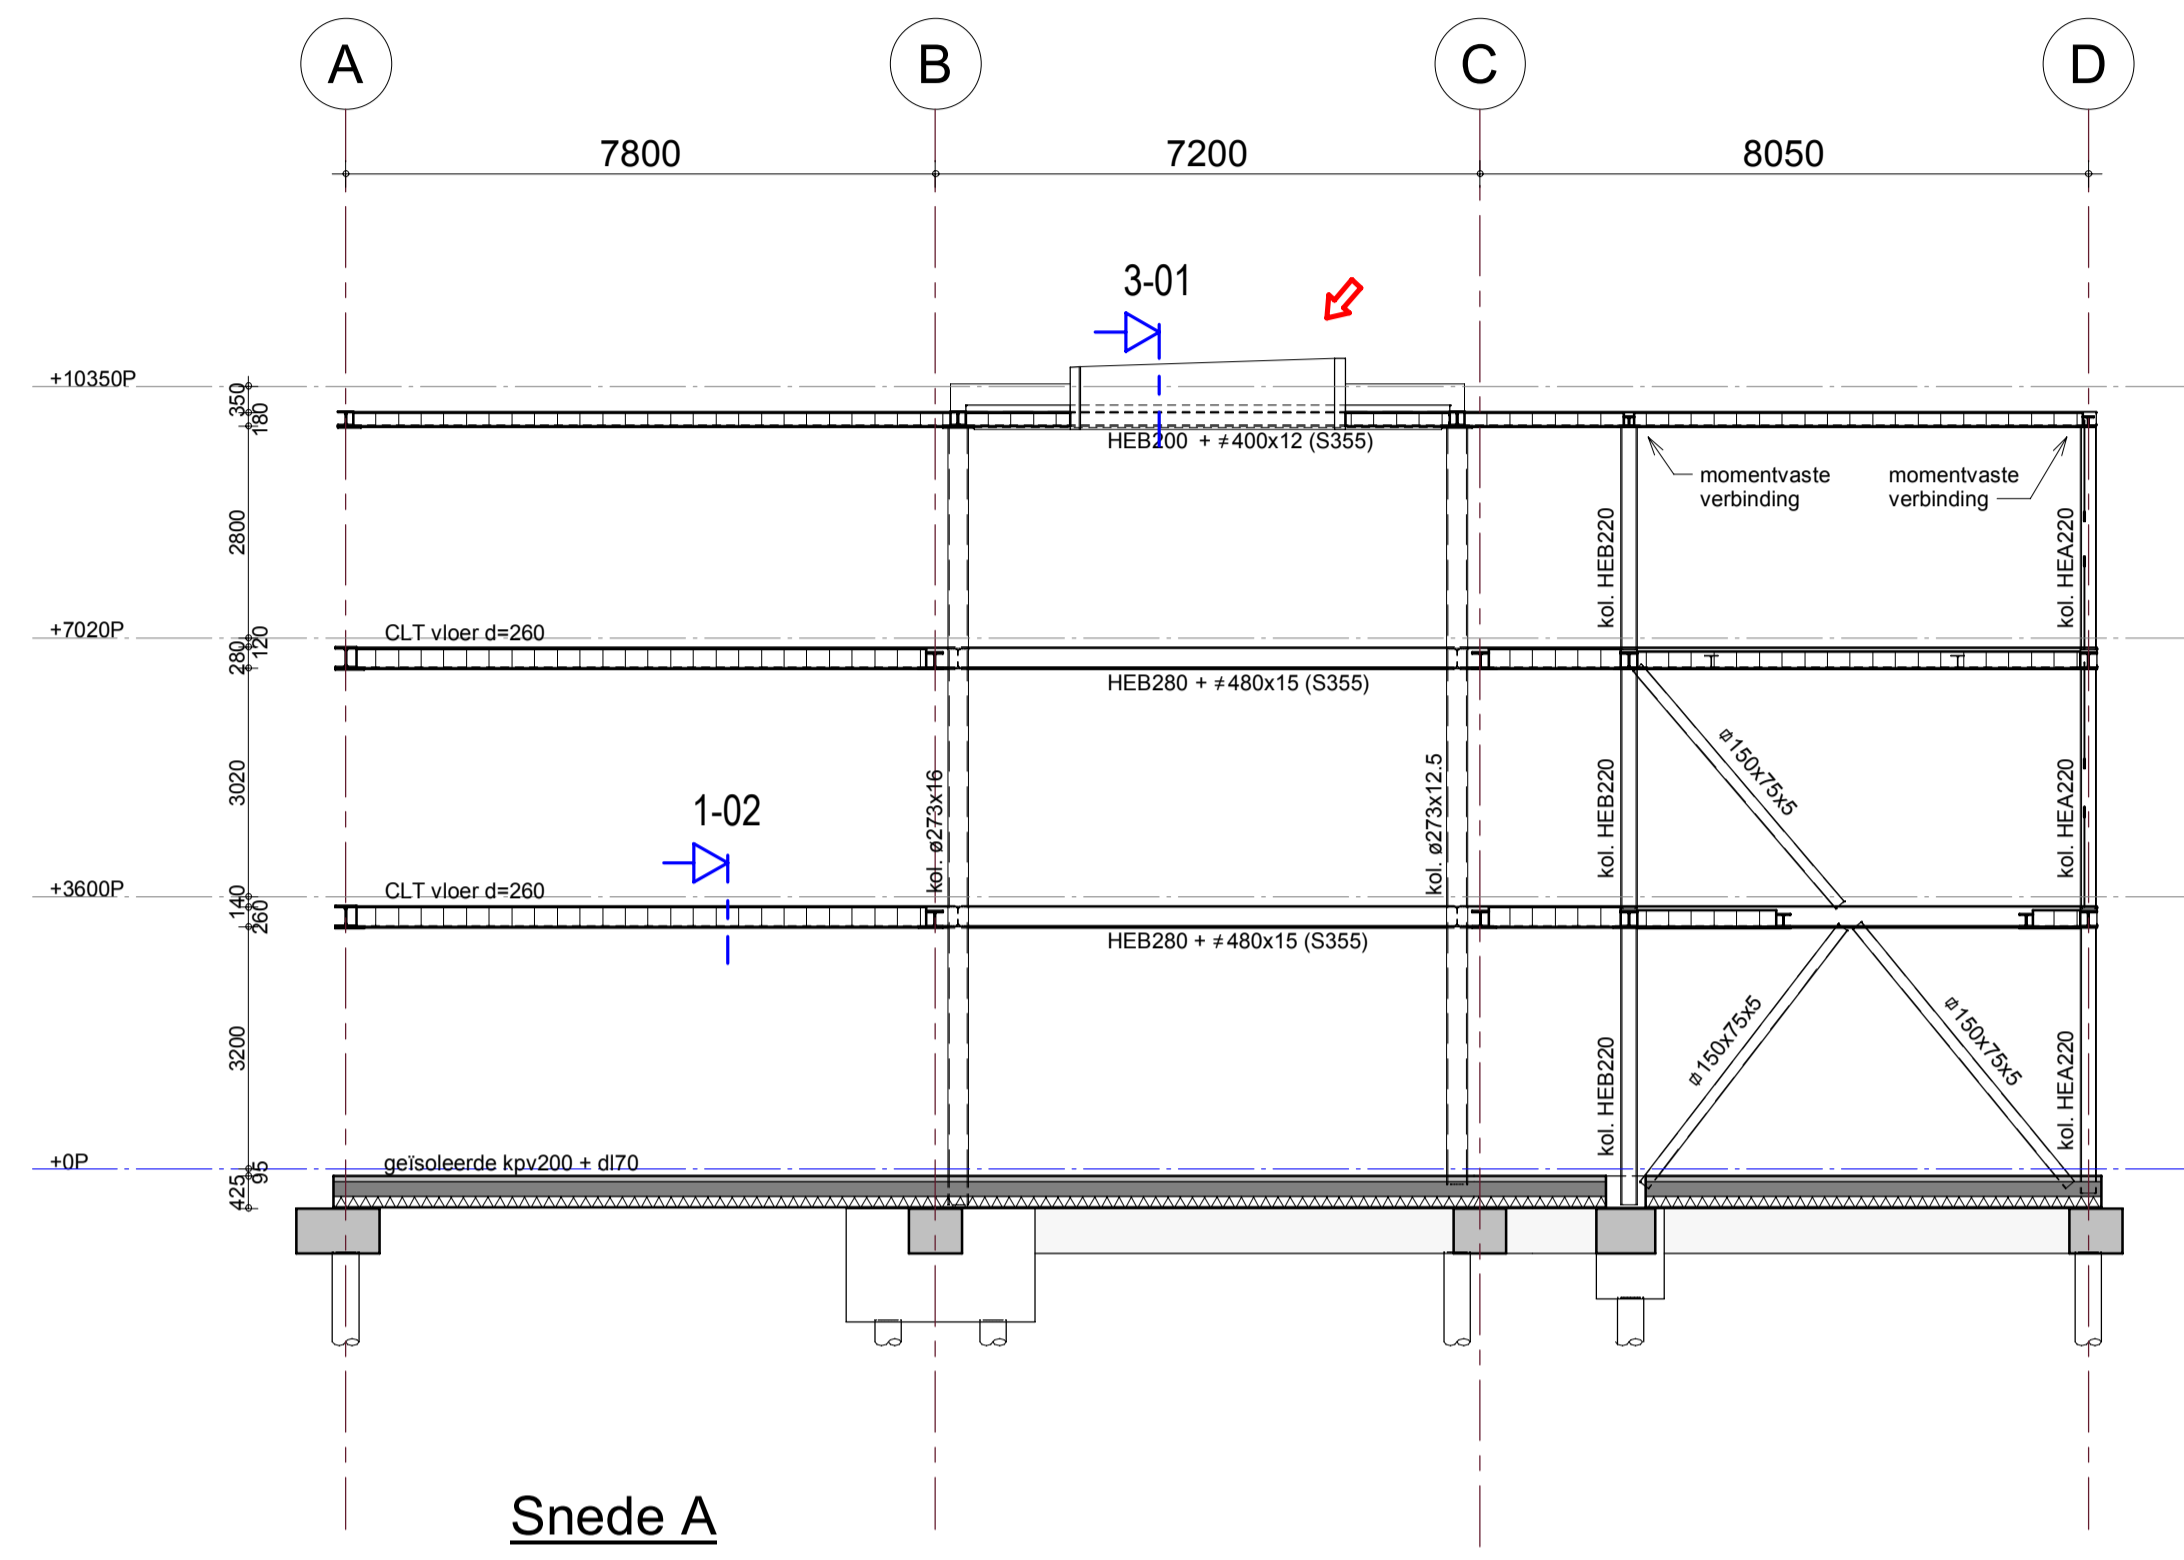 A
B
C
D
7800
7200
8050
3-01
+10350P
350
180
HEB200 + ≠400x12 (S355)
momentvaste
verbinding
momentvaste
verbinding
2800
kol. HEB220
kol. HEA220
+7020P
CLT vloer d=260
120
280
HEB280 + ≠480x15 (S355)
3020
kol. ø273x16
kol. ø273x12.5
kol. HEB220
150x75x5
kol. HEA220
1-02
+3600P
CLT vloer d=260
140
260
HEB280 + ≠480x15 (S355)
3200
kol. HEB220
150x75x5
150x75x5
kol. HEA220
+0P
geïsoleerde kpv200 + dl70
95
425
Snede A